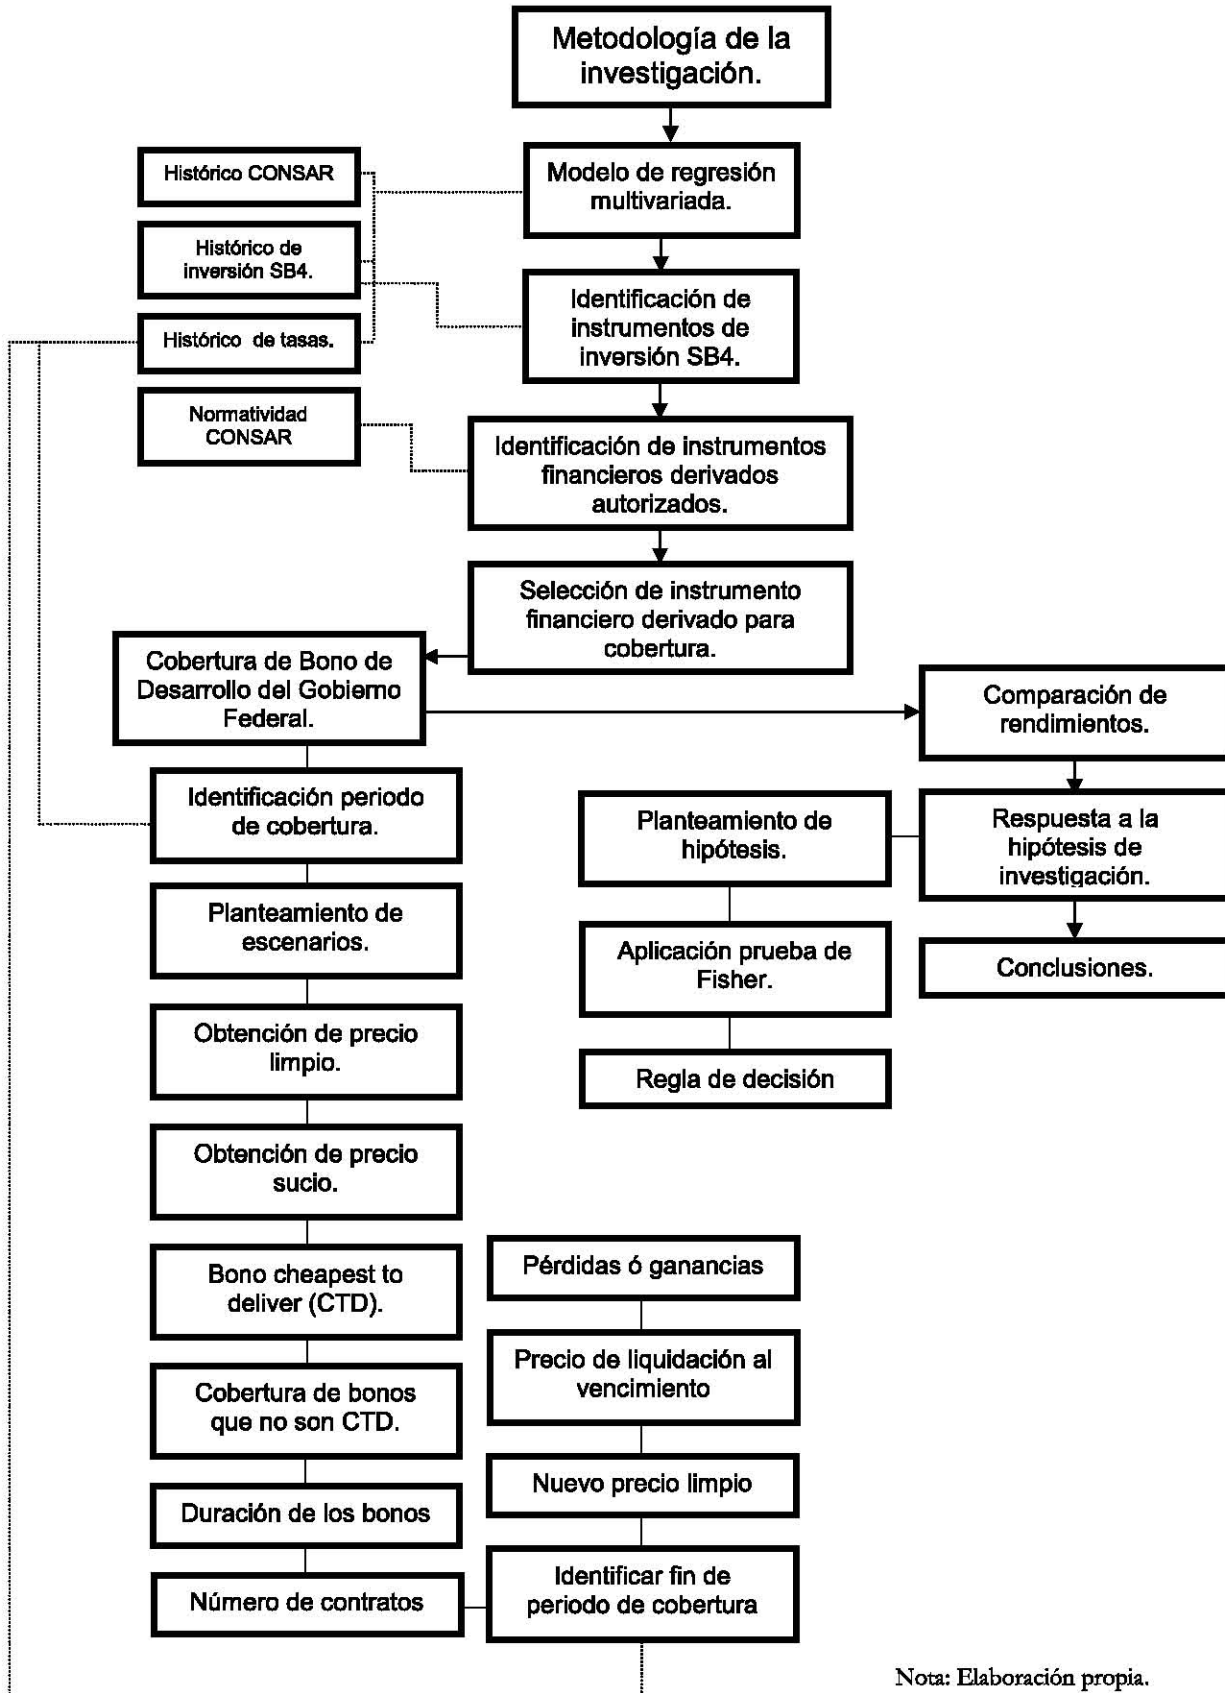 Metodología de la
investigación.
Modelo de regresión
multivariada.
Histórico CONSAR
Histórico de
inversión SB4.
Histórico de tasas.
Normatividad
CONSAR
Identificación de
instrumentos de
inversión SB4.
Identificación de instrumentos
financieros derivados
autorizados.
Selección de instrumento
financiero derivado para
cobertura.
Cobertura de Bono de
Desarrollo del Gobierno
Federal.
Comparación de
rendimientos.
Identificación periodo
de cobertura.
Planteamiento de
hipótesis.
Respuesta a la
hipótesis de
investigación.
Planteamiento de
escenarios.
Aplicación prueba de
Fisher.
Conclusiones.
Obtención de precio
limpio.
Regla de decisión
Obtención de precio
sucio.
Bono cheapest to
deliver (CTD).
Pérdidas ó ganancias
Cobertura de bonos
que no son CTD.
Precio de liquidación al
vencimiento
Duración de los bonos
Nuevo precio limpio
Número de contratos
Identificar fin de
periodo de cobertura
Nota: Elaboración propia.